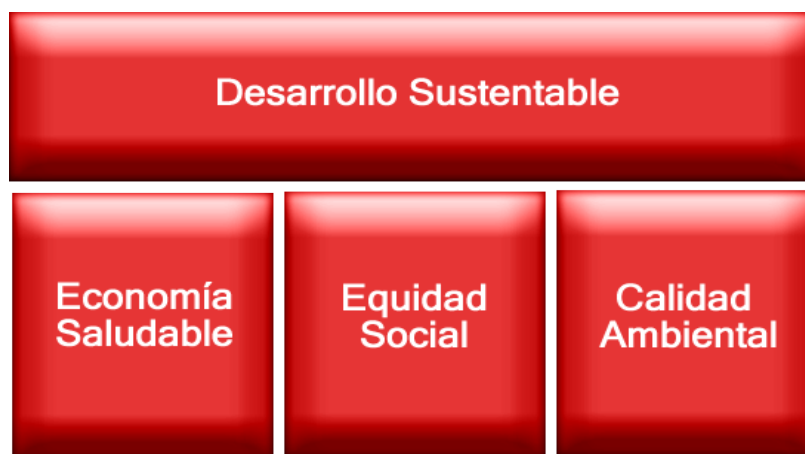 Desarrollo Sustentable
Economía
Saludable
Equidad
Social
Calidad
Ambiental